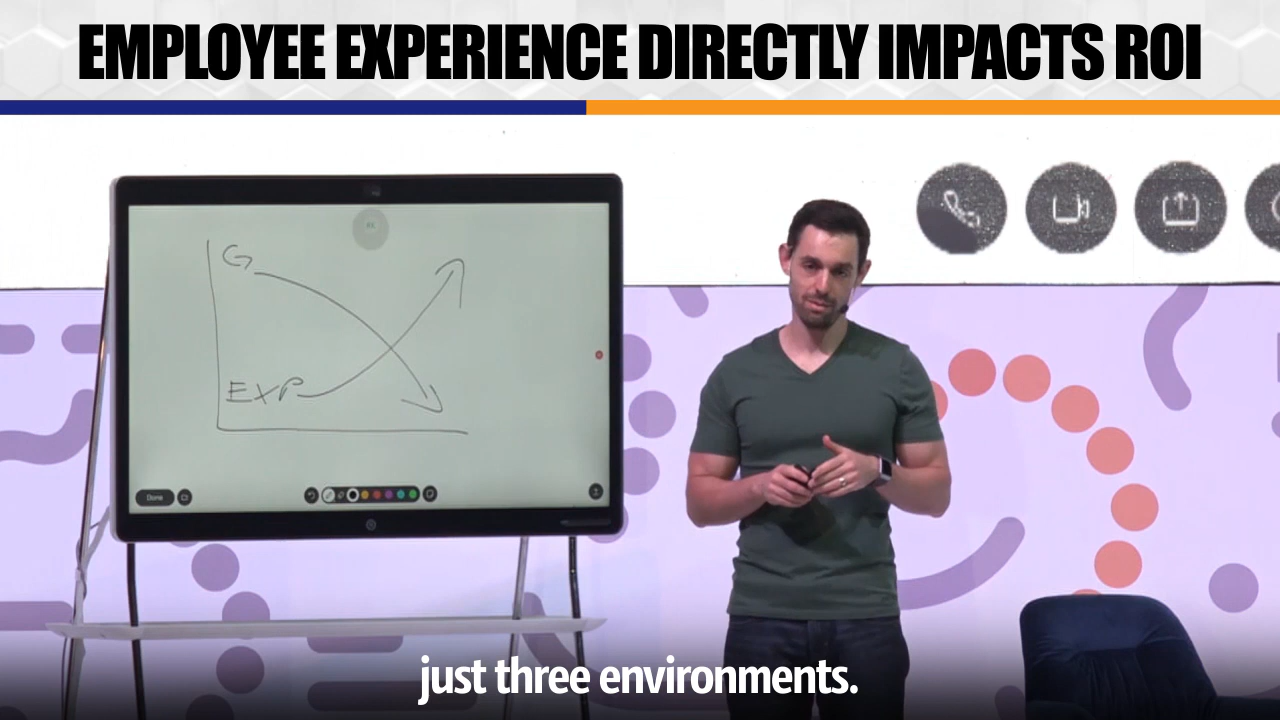 EMPLOYEE EXPERIENCE DIRECTLY IMPACTS ROI
G
EXP
Done
just three environments.